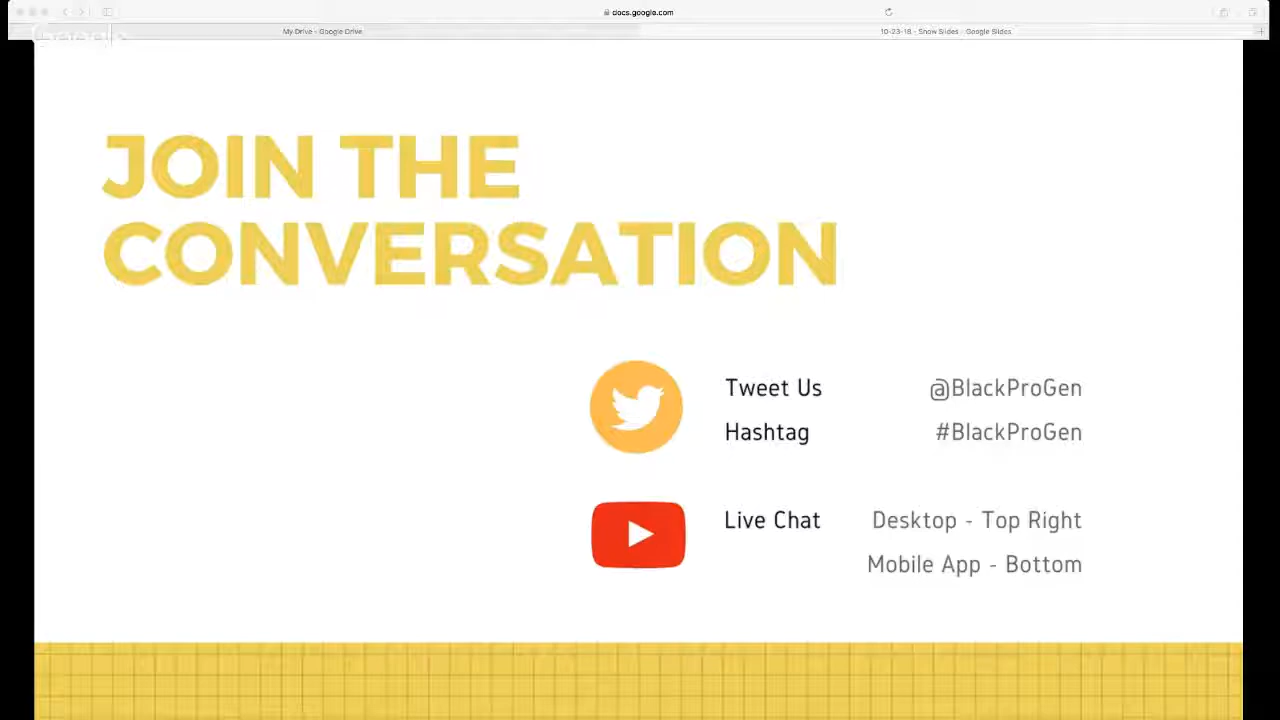 docs.google.com
My Drive - Google Drive
10-23-18 - Show Slides - Google Slides
JOIN THE
CONVERSATION
Tweet Us @BlackProGen
Hashtag #BlackProGen
Live Chat Desktop - Top Right
Mobile App - Bottom